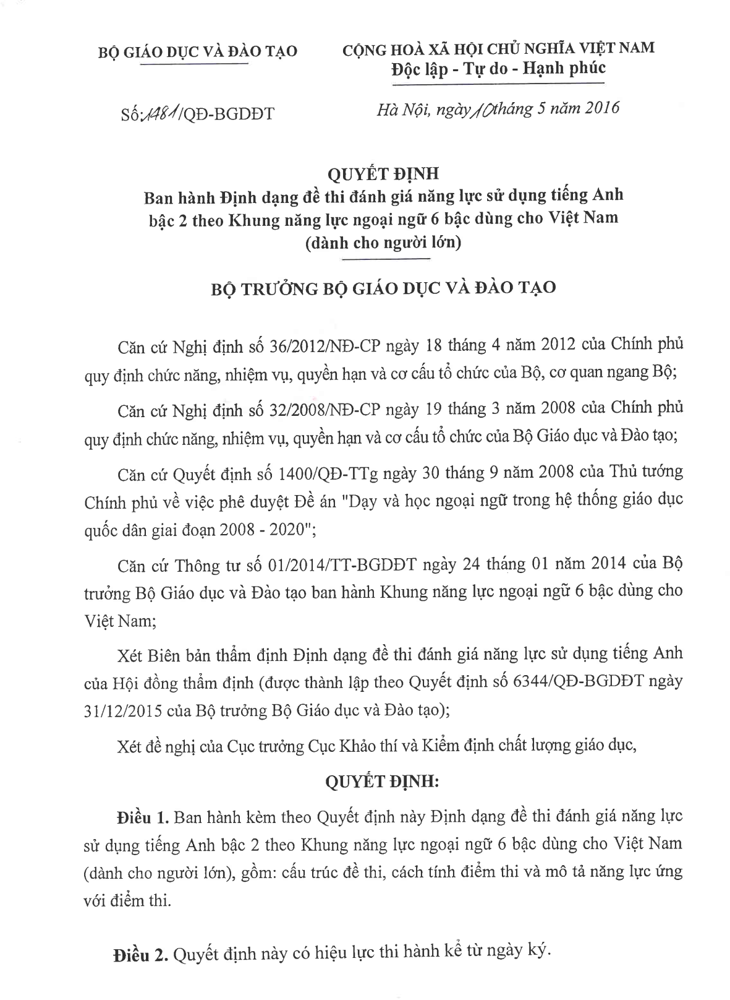 BỘ GIÁO DỤC VÀ ĐÀO TẠO
CỘNG HOÀ XÃ HỘI CHỦ NGHĨA VIỆT NAM
Độc lập - Tự do - Hạnh phúc
Số:1481/QĐ-BGDĐT
Hà Nội, ngày 10 tháng 5 năm 2016
QUYẾT ĐỊNH
Ban hành Định dạng đề thi đánh giá năng lực sử dụng tiếng Anh
bậc 2 theo Khung năng lực ngoại ngữ 6 bậc dùng cho Việt Nam
(dành cho người lớn)
BỘ TRƯỞNG BỘ GIÁO DỤC VÀ ĐÀO TẠO
Căn cứ Nghị định số 36/2012/NĐ-CP ngày 18 tháng 4 năm 2012 của Chính phủ
quy định chức năng, nhiệm vụ, quyền hạn và cơ cấu tổ chức của Bộ, cơ quan ngang Bộ;
Căn cứ Nghị định số 32/2008/NĐ-CP ngày 19 tháng 3 năm 2008 của Chính phủ
quy định chức năng, nhiệm vụ, quyền hạn và cơ cấu tổ chức của Bộ Giáo dục và Đào tạo;
Căn cứ Quyết định số 1400/QĐ-TTg ngày 30 tháng 9 năm 2008 của Thủ tướng
Chính phủ về việc phê duyệt Đề án "Dạy và học ngoại ngữ trong hệ thống giáo dục
quốc dân giai đoạn 2008 - 2020";
Căn cứ Thông tư số 01/2014/TT-BGDĐT ngày 24 tháng 01 năm 2014 của Bộ
trưởng Bộ Giáo dục và Đào tạo ban hành Khung năng lực ngoại ngữ 6 bậc dùng cho
Việt Nam;
Xét Biên bản thẩm định Định dạng đề thi đánh giá năng lực sử dụng tiếng Anh
của Hội đồng thẩm định (được thành lập theo Quyết định số 6344/QĐ-BGDĐT ngày
31/12/2015 của Bộ trưởng Bộ Giáo dục và Đào tạo);
Xét đề nghị của Cục trưởng Cục Khảo thí và Kiểm định chất lượng giáo dục,
QUYẾT ĐỊNH:
Điều 1. Ban hành kèm theo Quyết định này Định dạng đề thi đánh giá năng lực
sử dụng tiếng Anh bậc 2 theo Khung năng lực ngoại ngữ 6 bậc dùng cho Việt Nam
(dành cho người lớn), gồm: cấu trúc đề thi, cách tính điểm thi và mô tả năng lực ứng
với điểm thi.
Điều 2. Quyết định này có hiệu lực thi hành kể từ ngày ký.